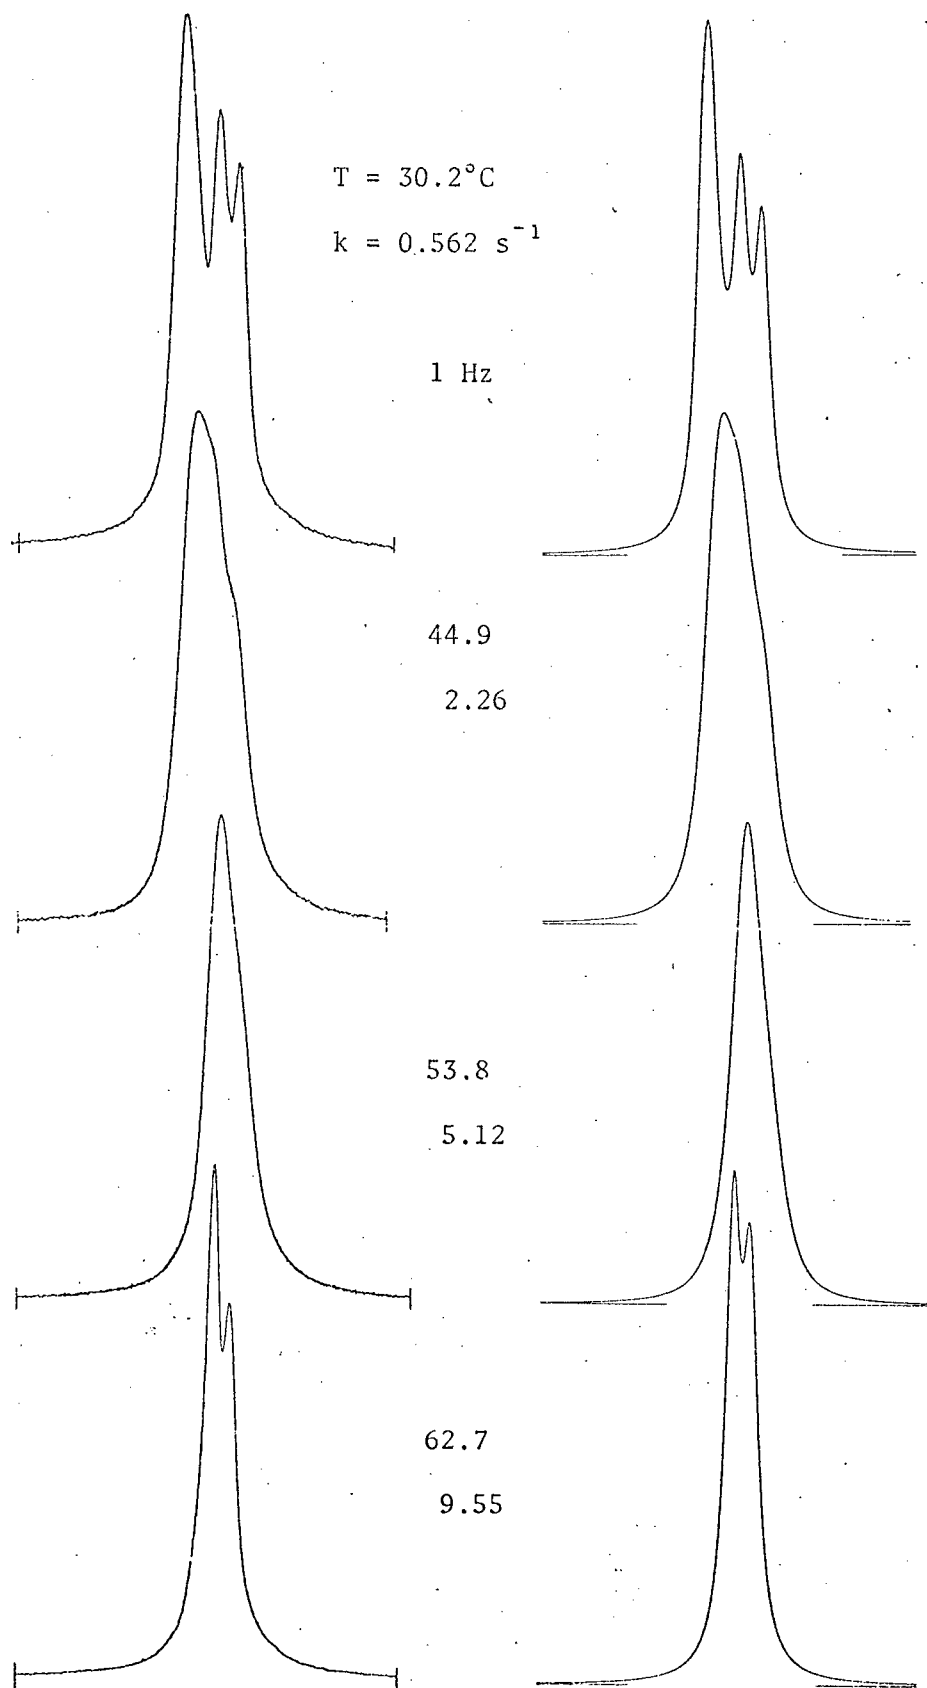 T = 30.2°C
k = 0.562 s⁻¹
1 Hz
44.9
2.26
53.8
5.12
62.7
9.55